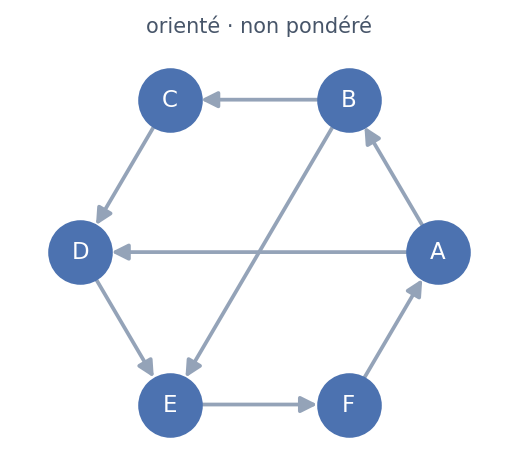 orienté · non pondéré
C B
D A
E F